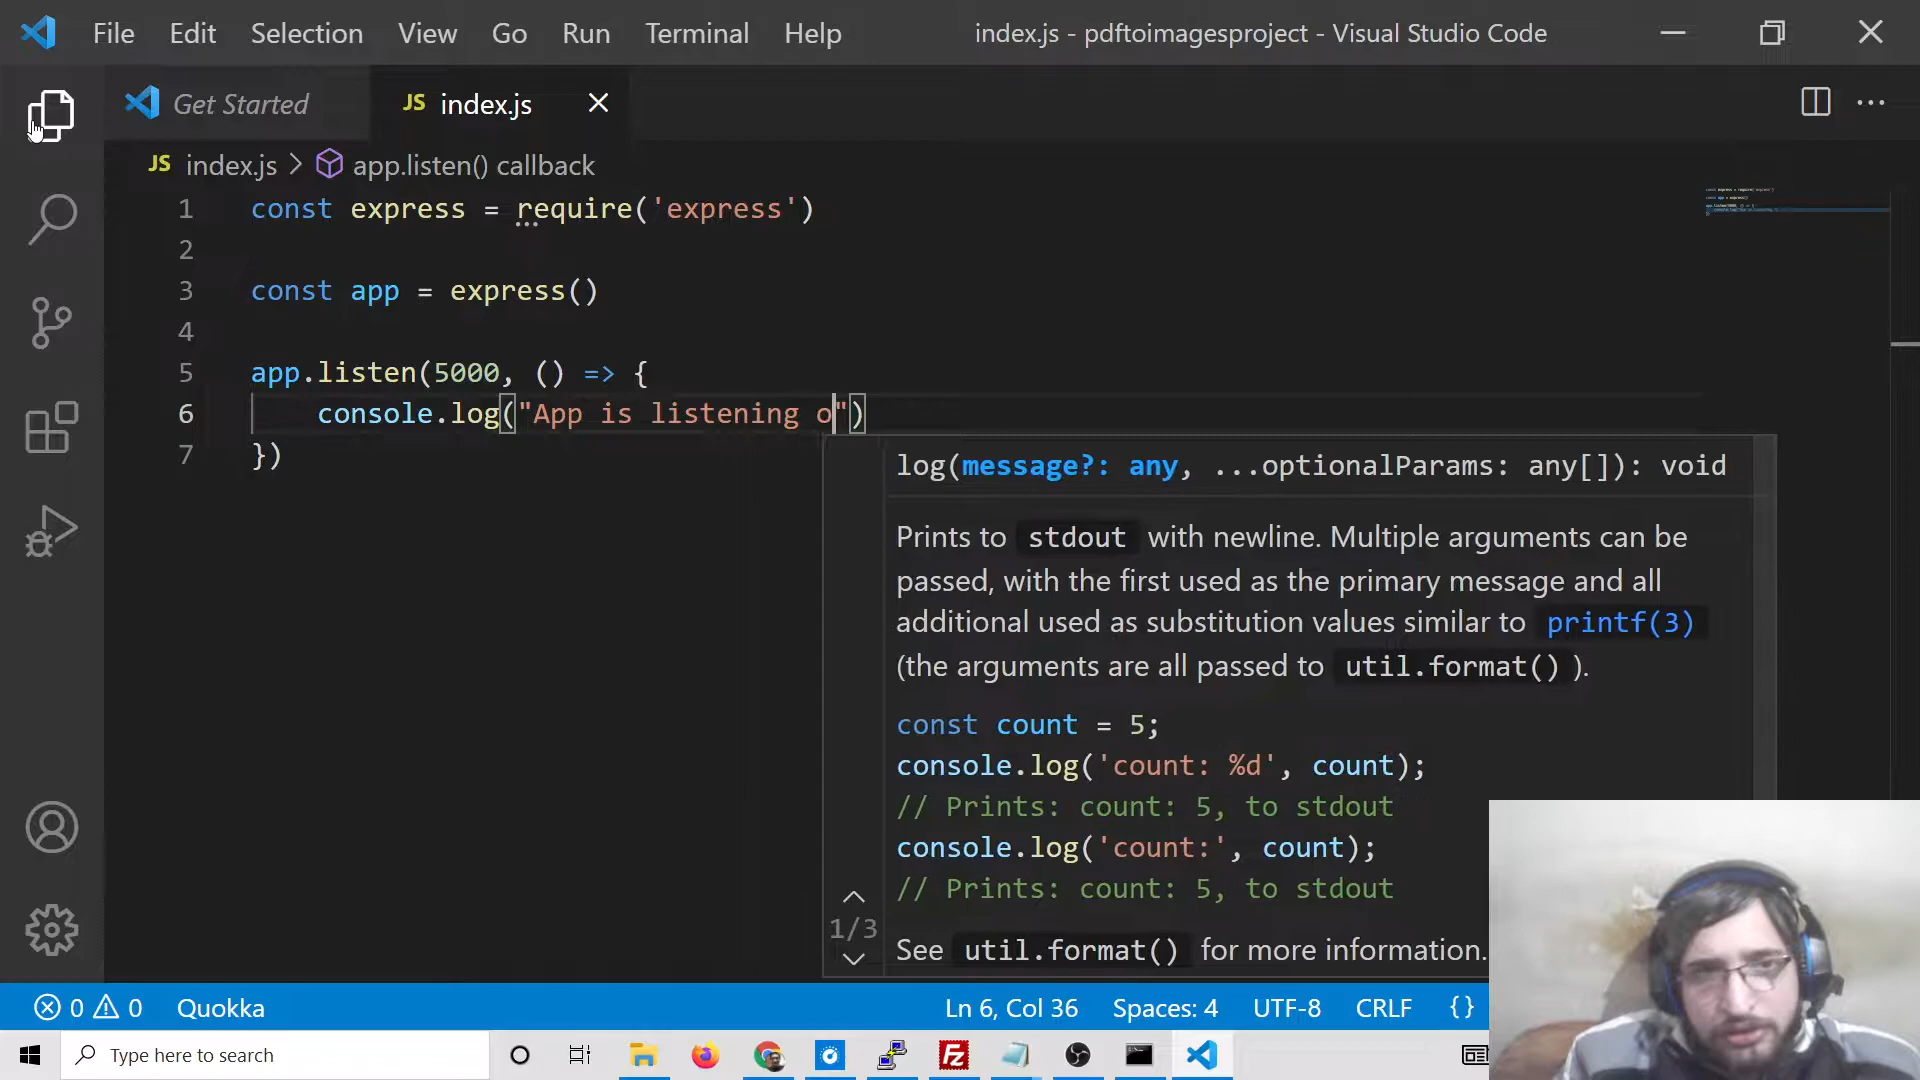 File Edit Selection View Go Run Terminal Help index.js - pdftoimagesproject - Visual Studio Code
Get Started JS index.js
JS index.js > app.listen() callback
1 const express = require('express')
2
3 const app = express()
4
5 app.listen(5000, () => {
6 console.log("App is listening o")
7 })
log(message?: any, ...optionalParams: any[]): void
Prints to stdout with newline. Multiple arguments can be
passed, with the first used as the primary message and all
additional used as substitution values similar to printf(3)
(the arguments are all passed to util.format() ).
const count = 5;
console.log('count: %d', count);
// Prints: count: 5, to stdout
console.log('count:', count);
// Prints: count: 5, to stdout
1/3
See util.format() for more information.
0 0 Quokka Ln 6, Col 36 Spaces: 4 UTF-8 CRLF {}
Type here to search